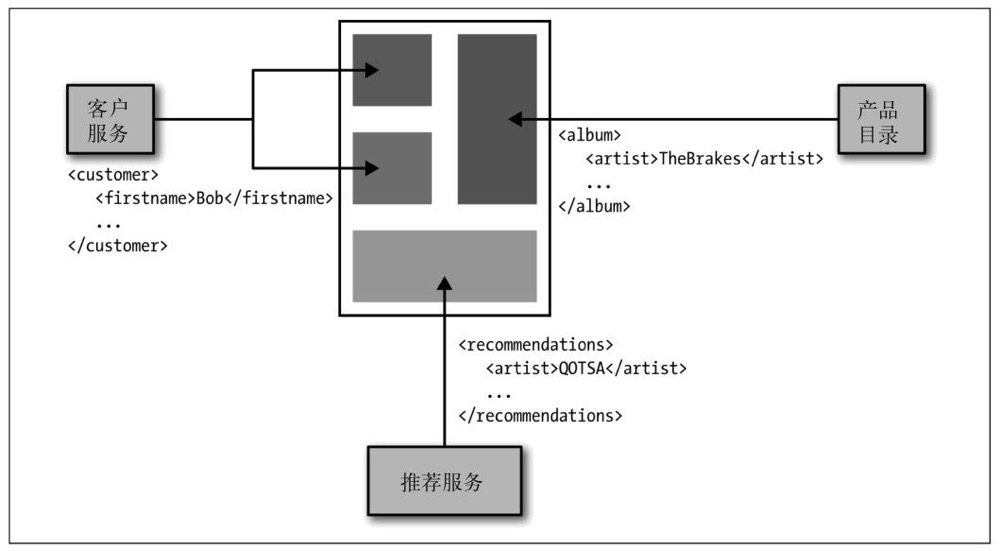 客户
服务
<customer>
<firstname>Bob</firstname>
...
</customer>
产品
目录
<album>
<artist>TheBrakes</artist>
...
</album>
<recommendations>
<artist>QOTSA</artist>
...
</recommendations>
推荐服务